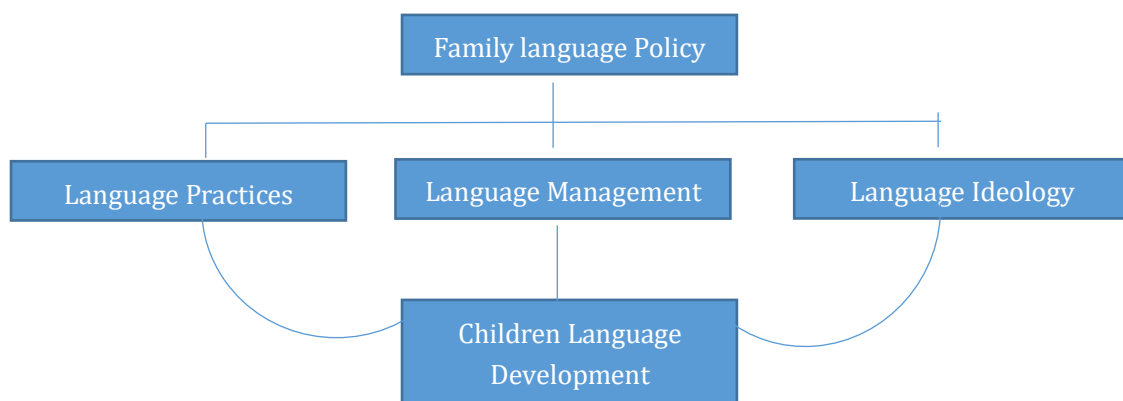 Family language Policy
Language Practices
Language Management
Language Ideology
Children Language
Development